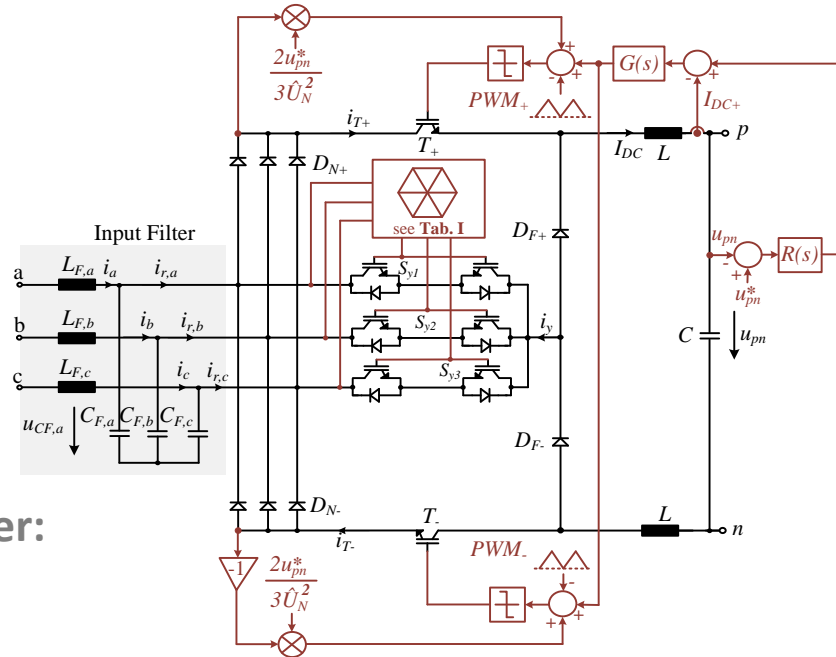 2u*pn
3Û²N
PWM+
G(s)
IDC+
iT+
T+
IDC
L
p
DN+
see Tab. I
DF+
Input Filter
a
LF,a
ia
ir,a
Sy1
upn
R(s)
u*pn
b
LF,b
ib
ir,b
Sy2
iy
C
upn
c
LF,c
ic
ir,c
Sy3
uCF,a
CF,a
CF,b
CF,c
DF-
DN-
er:
T-
L
n
iT-
PWM-
-1
2u*pn
3Û²N
+
+
-
-
+
-
+
-
+
+